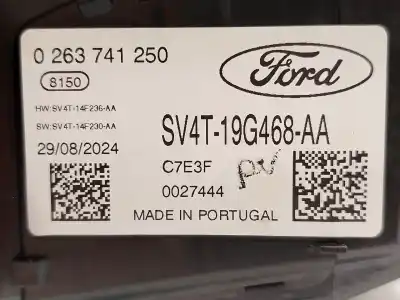 0 263 741 250
8150
Ford
HW:SV4T-14F236-AA
SW:SV4T-14F230-AA
SV4T-19G468-AA
29/08/2024
C7E3F
0027444
MADE IN PORTUGAL